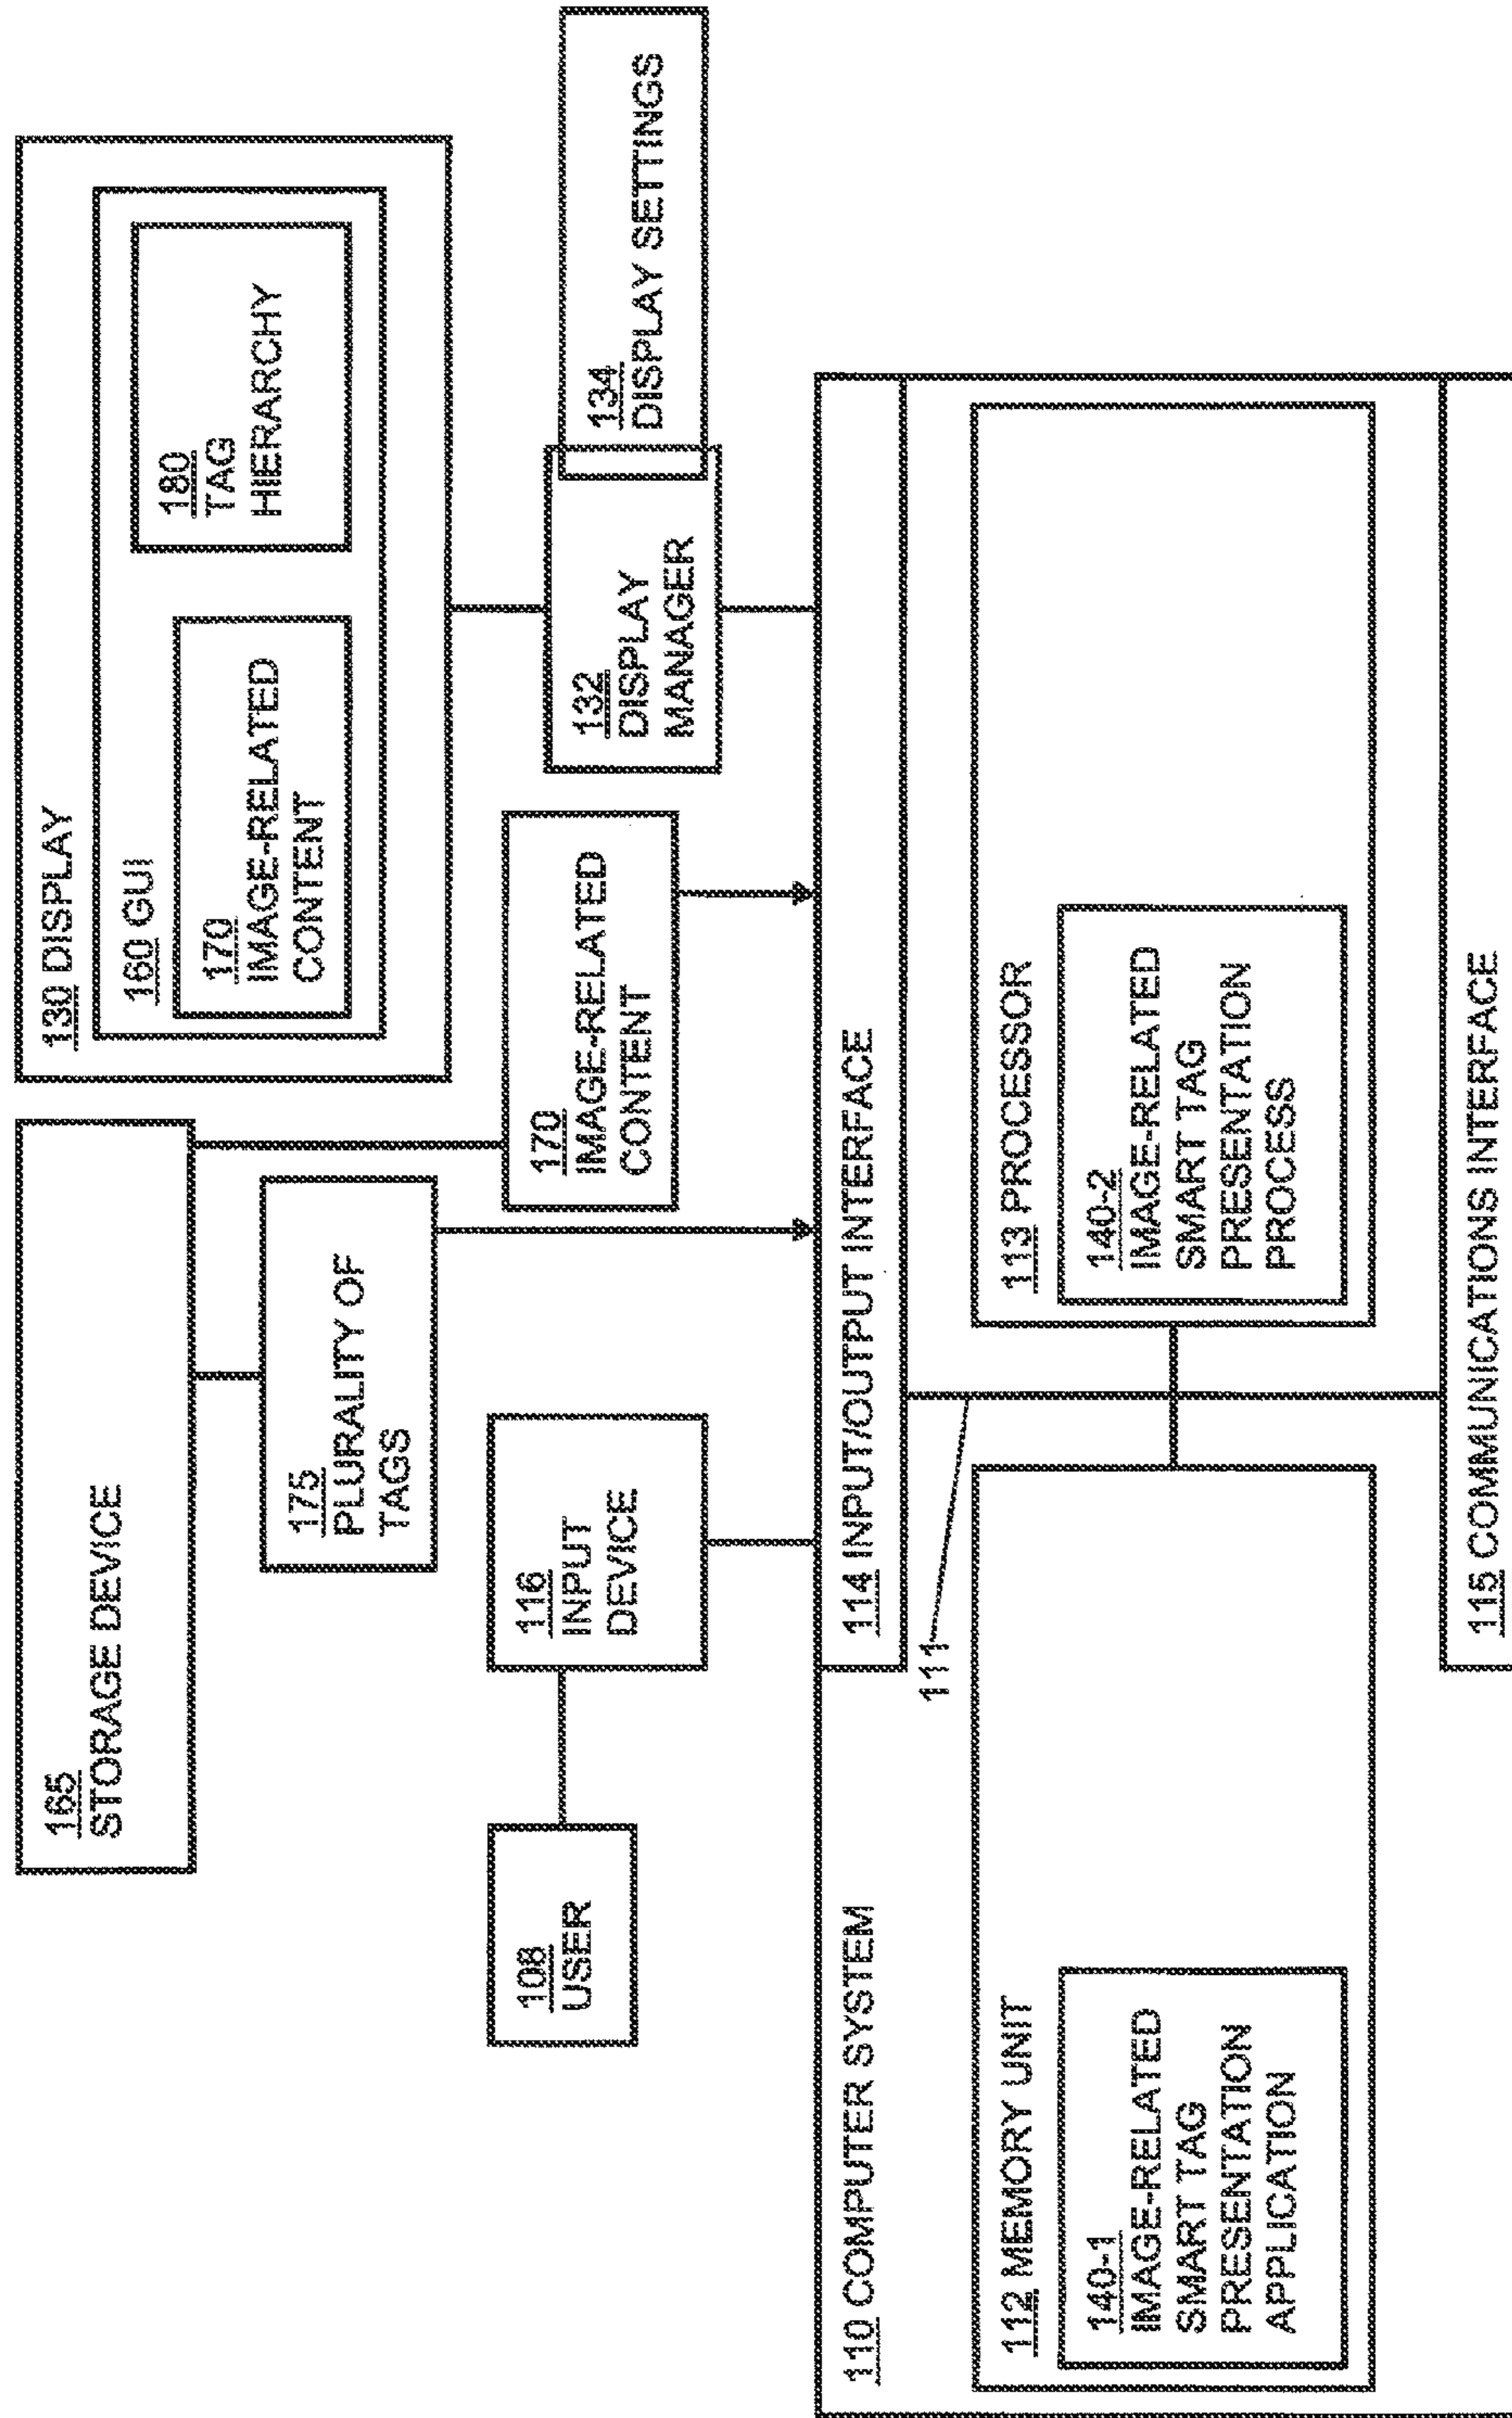 165
STORAGE DEVICE
130 DISPLAY
160 GUI
170
IMAGE-RELATED
CONTENT
180
TAG
HIERARCHY
175
PLURALITY OF
TAGS
108
USER
116
INPUT
DEVICE
170
IMAGE-RELATED
CONTENT
132
DISPLAY
MANAGER
134
DISPLAY SETTINGS
110 COMPUTER SYSTEM
114 INPUT/OUTPUT INTERFACE
111
112 MEMORY UNIT
140-1
IMAGE-RELATED
SMART TAG
PRESENTATION
APPLICATION
113 PROCESSOR
140-2
IMAGE-RELATED
SMART TAG
PRESENTATION
PROCESS
115 COMMUNICATIONS INTERFACE